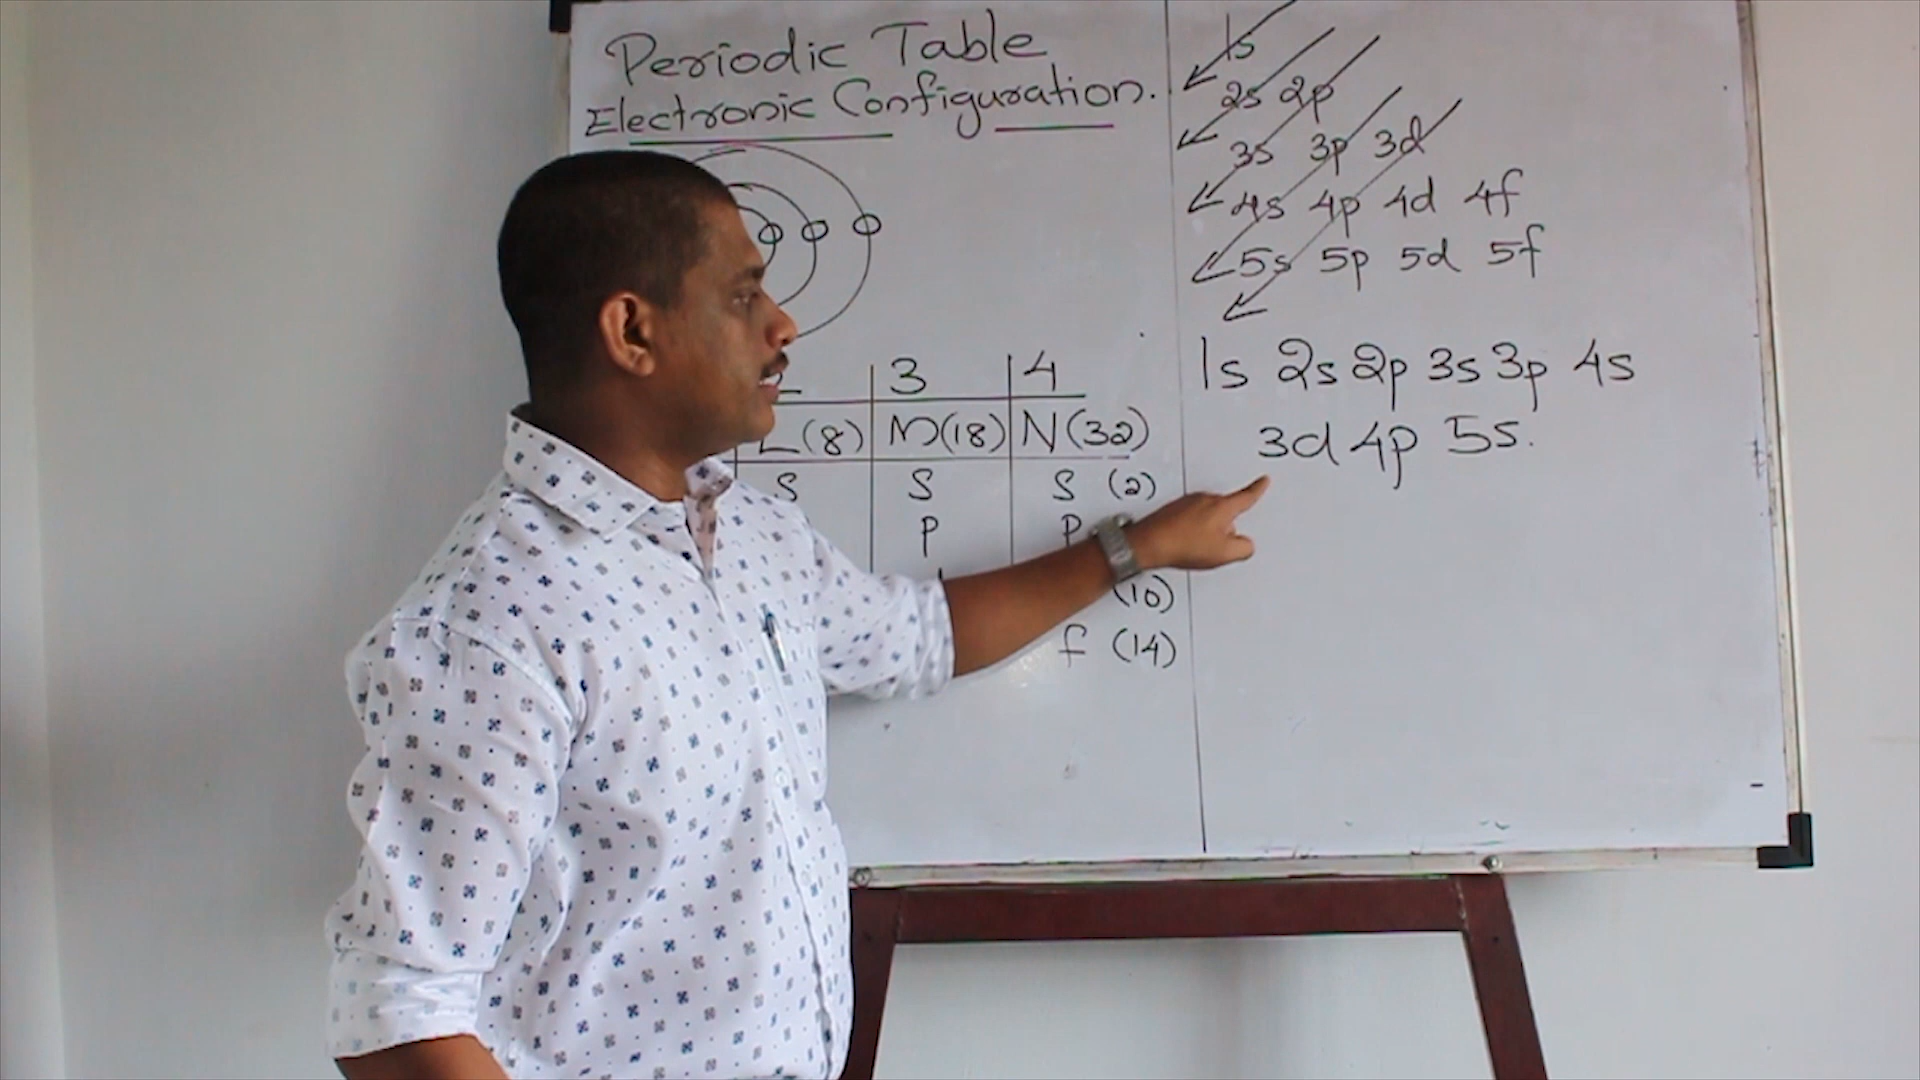 Periodic Table
Electronic Configuration.
3 4
L(8) M(18) N(32)
S S S (2)
P P
(10)
f (14)
1s
2s 2p
3s 3p 3d
4s 4p 4d 4f
5s 5p 5d 5f
1s 2s 2p 3s 3p 4s
3d 4p 5s.